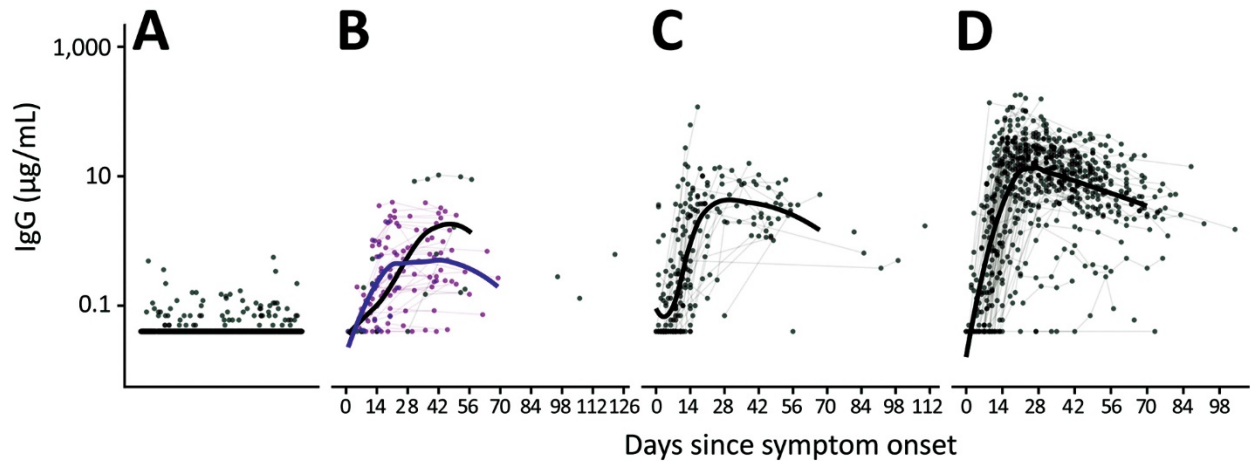 A B C D
1,000
10
0.1
IgG (µg/mL)
0 14 28 42 56 70 84 98 112 126
0 14 28 42 56 70 84 98 112
0 14 28 42 56 70 84 98
Days since symptom onset